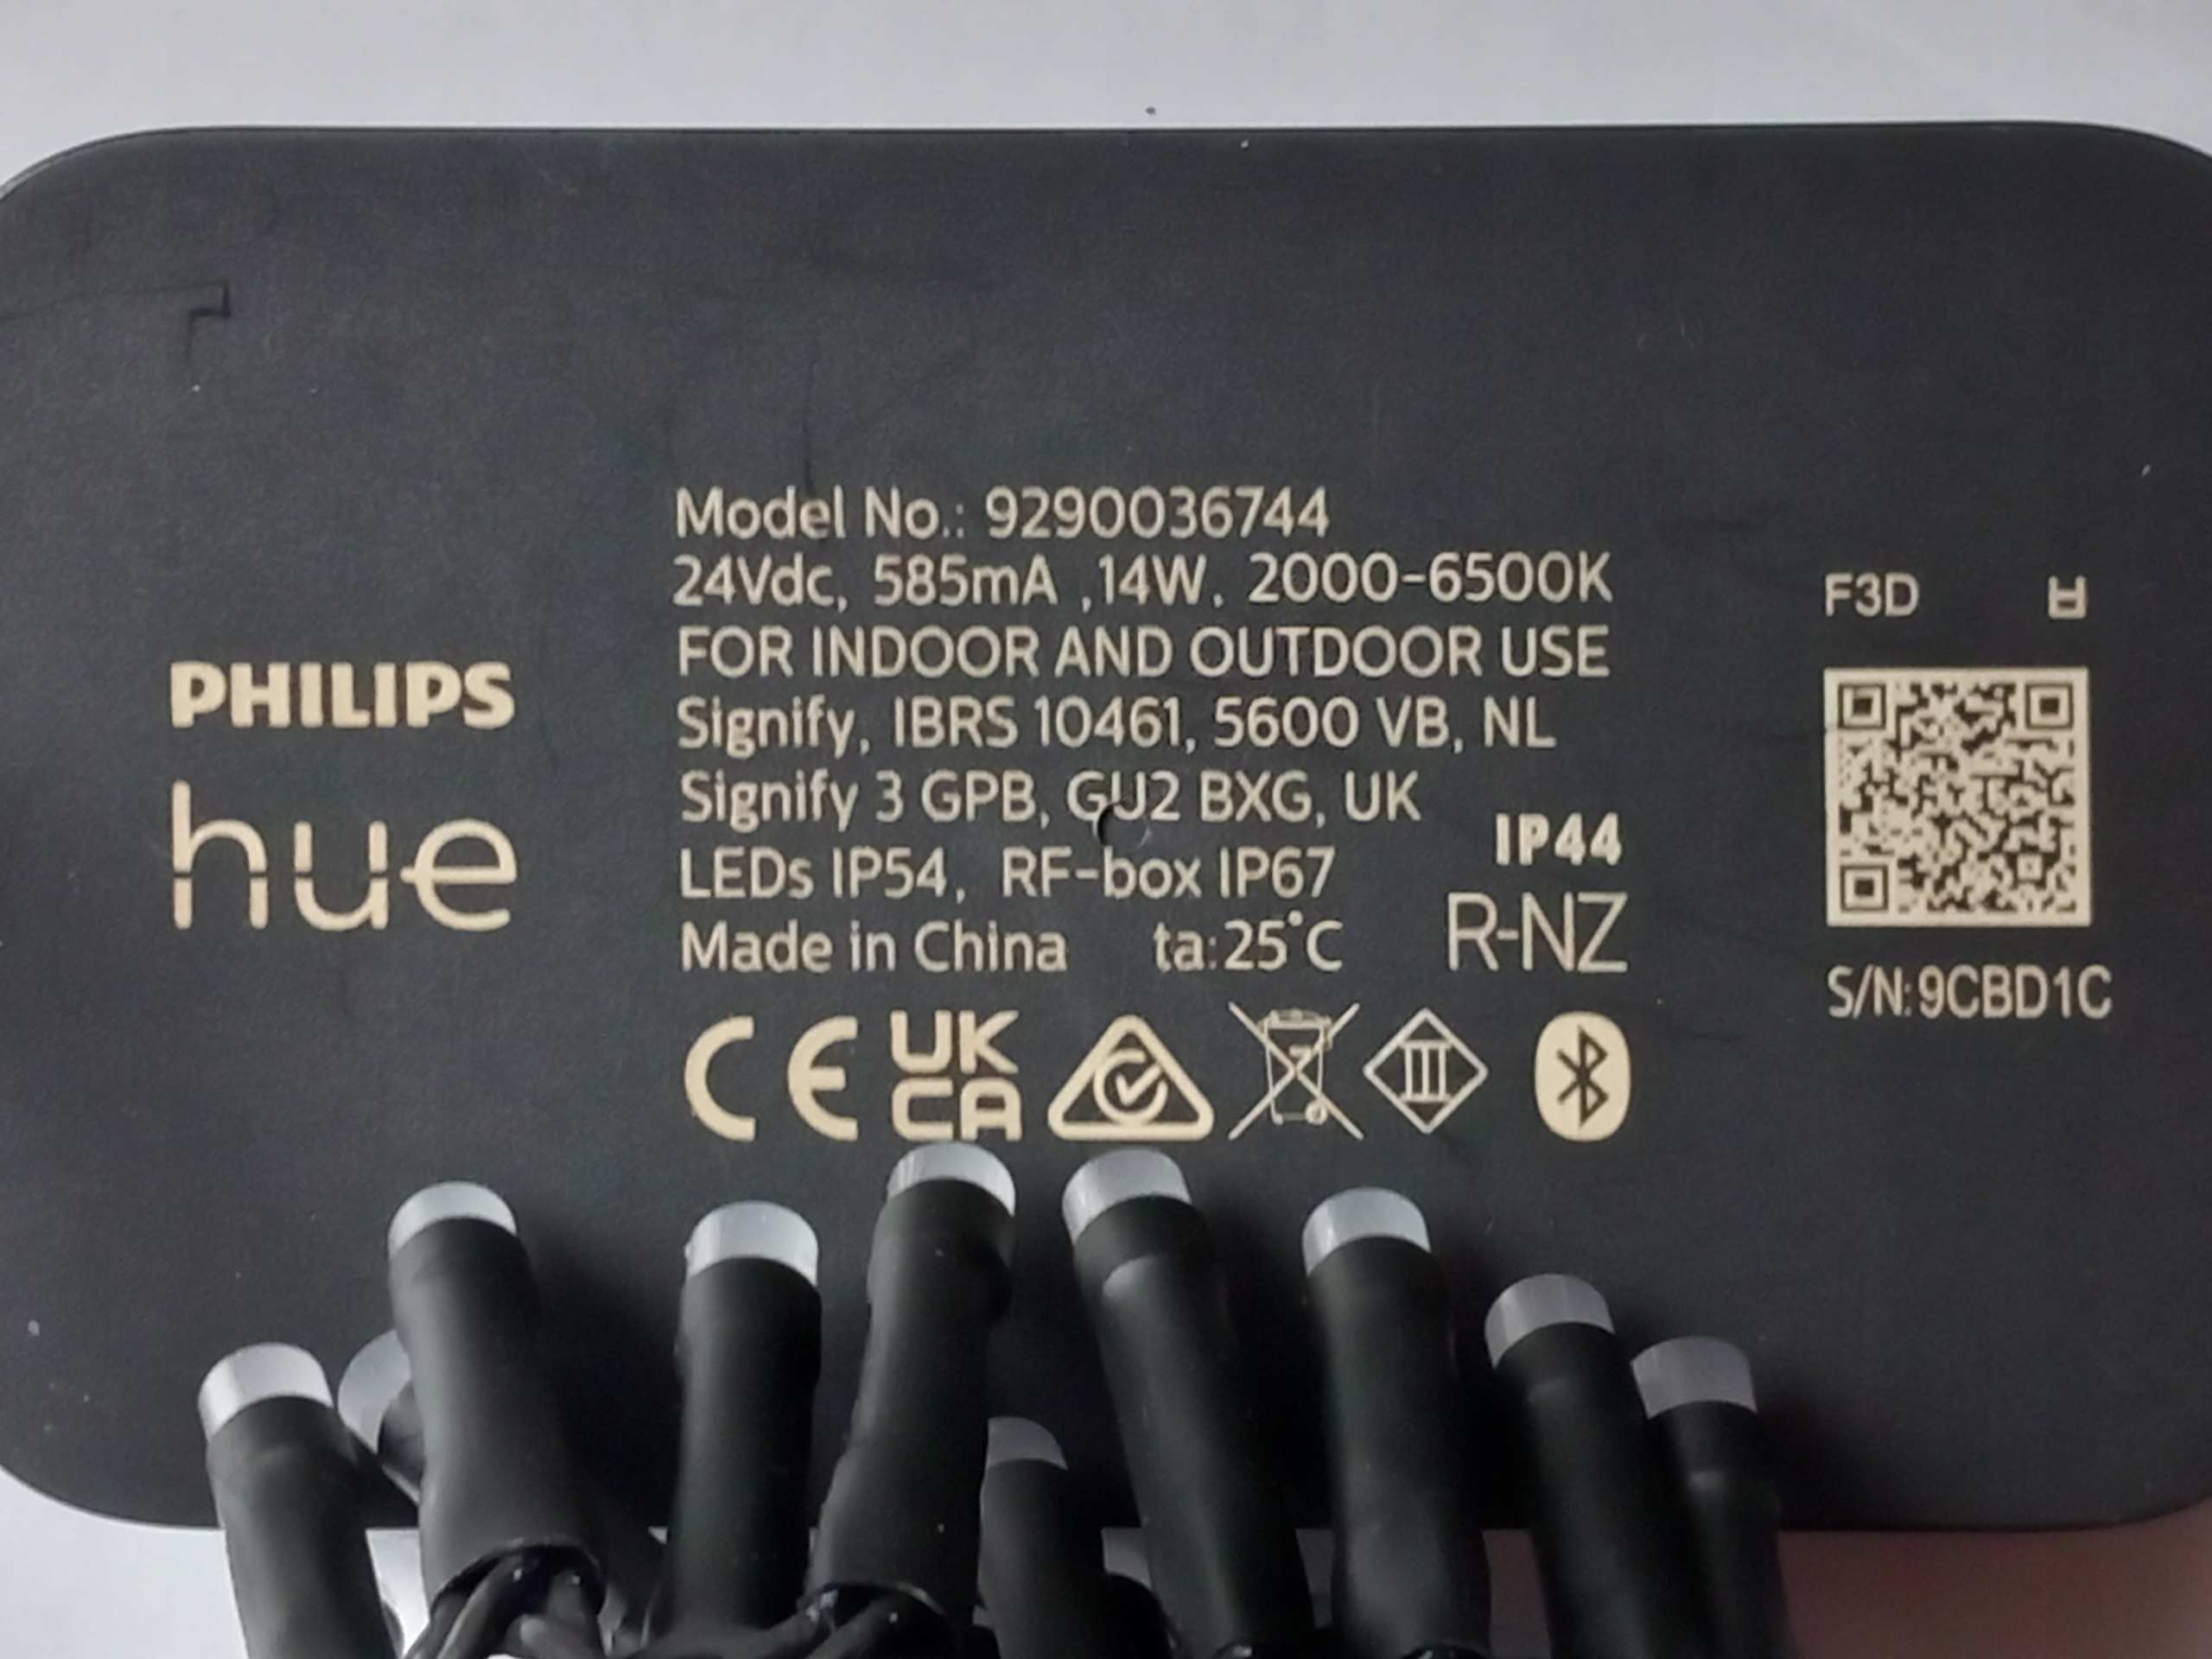 PHILIPS
hue
Model No.: 9290036744
24Vdc, 585mA ,14W, 2000-6500K
FOR INDOOR AND OUTDOOR USE
Signify, IBRS 10461, 5600 VB, NL
Signify 3 GPB, GU2 BXG, UK
LEDs IP54, RF-box IP67
IP44
Made in China ta:25°C
R-NZ
CE UK
CA
III
F3D
S/N:9CBD1C